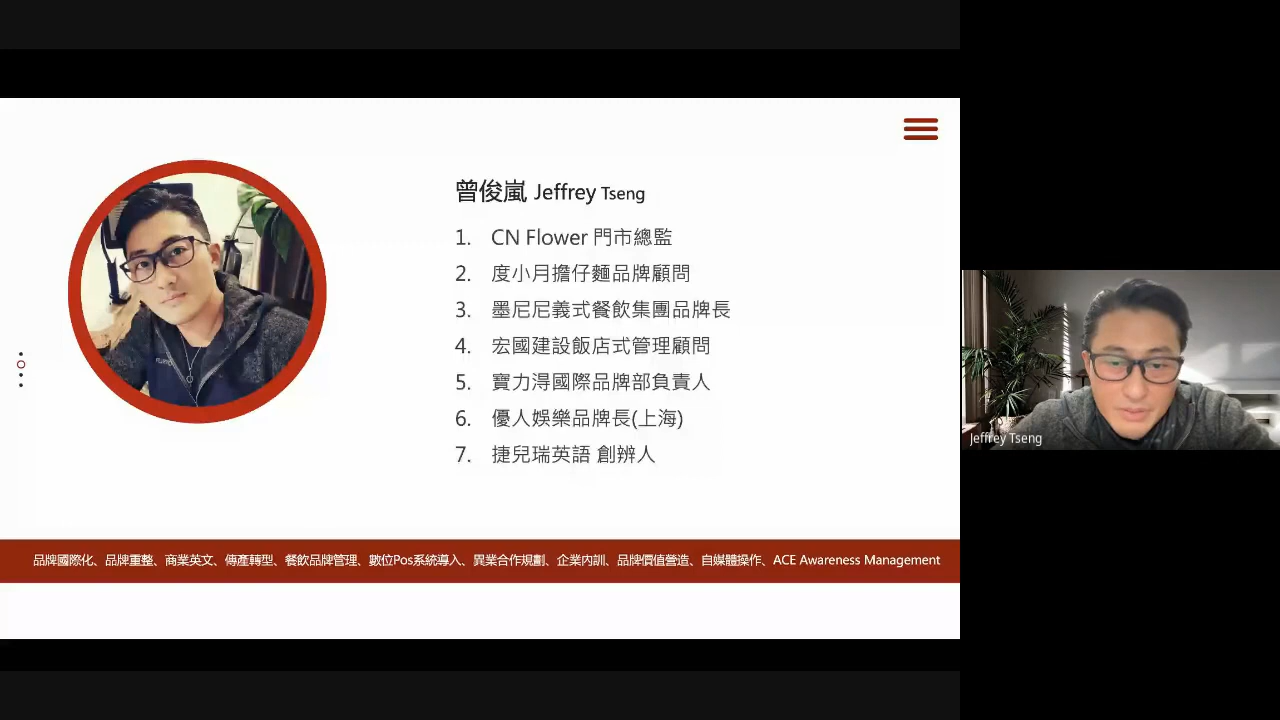 曾俊嵐 Jeffrey Tseng
1. CN Flower 門市總監
2. 度小月擔仔麵品牌顧問
3. 墨尼尼義式餐飲集團品牌長
4. 宏國建設飯店式管理顧問
5. 寶力淂國際品牌部負責人
6. 優人娛樂品牌長(上海)
7. 捷兒瑞英語 創辨人
品牌國際化、品牌重整、商業英文、傳產轉型、餐飲品牌管理、數位Pos系統導入、異業合作規劃、企業內訓、品牌價值營造、自媒體操作、ACE Awareness Management
Jeffrey Tseng